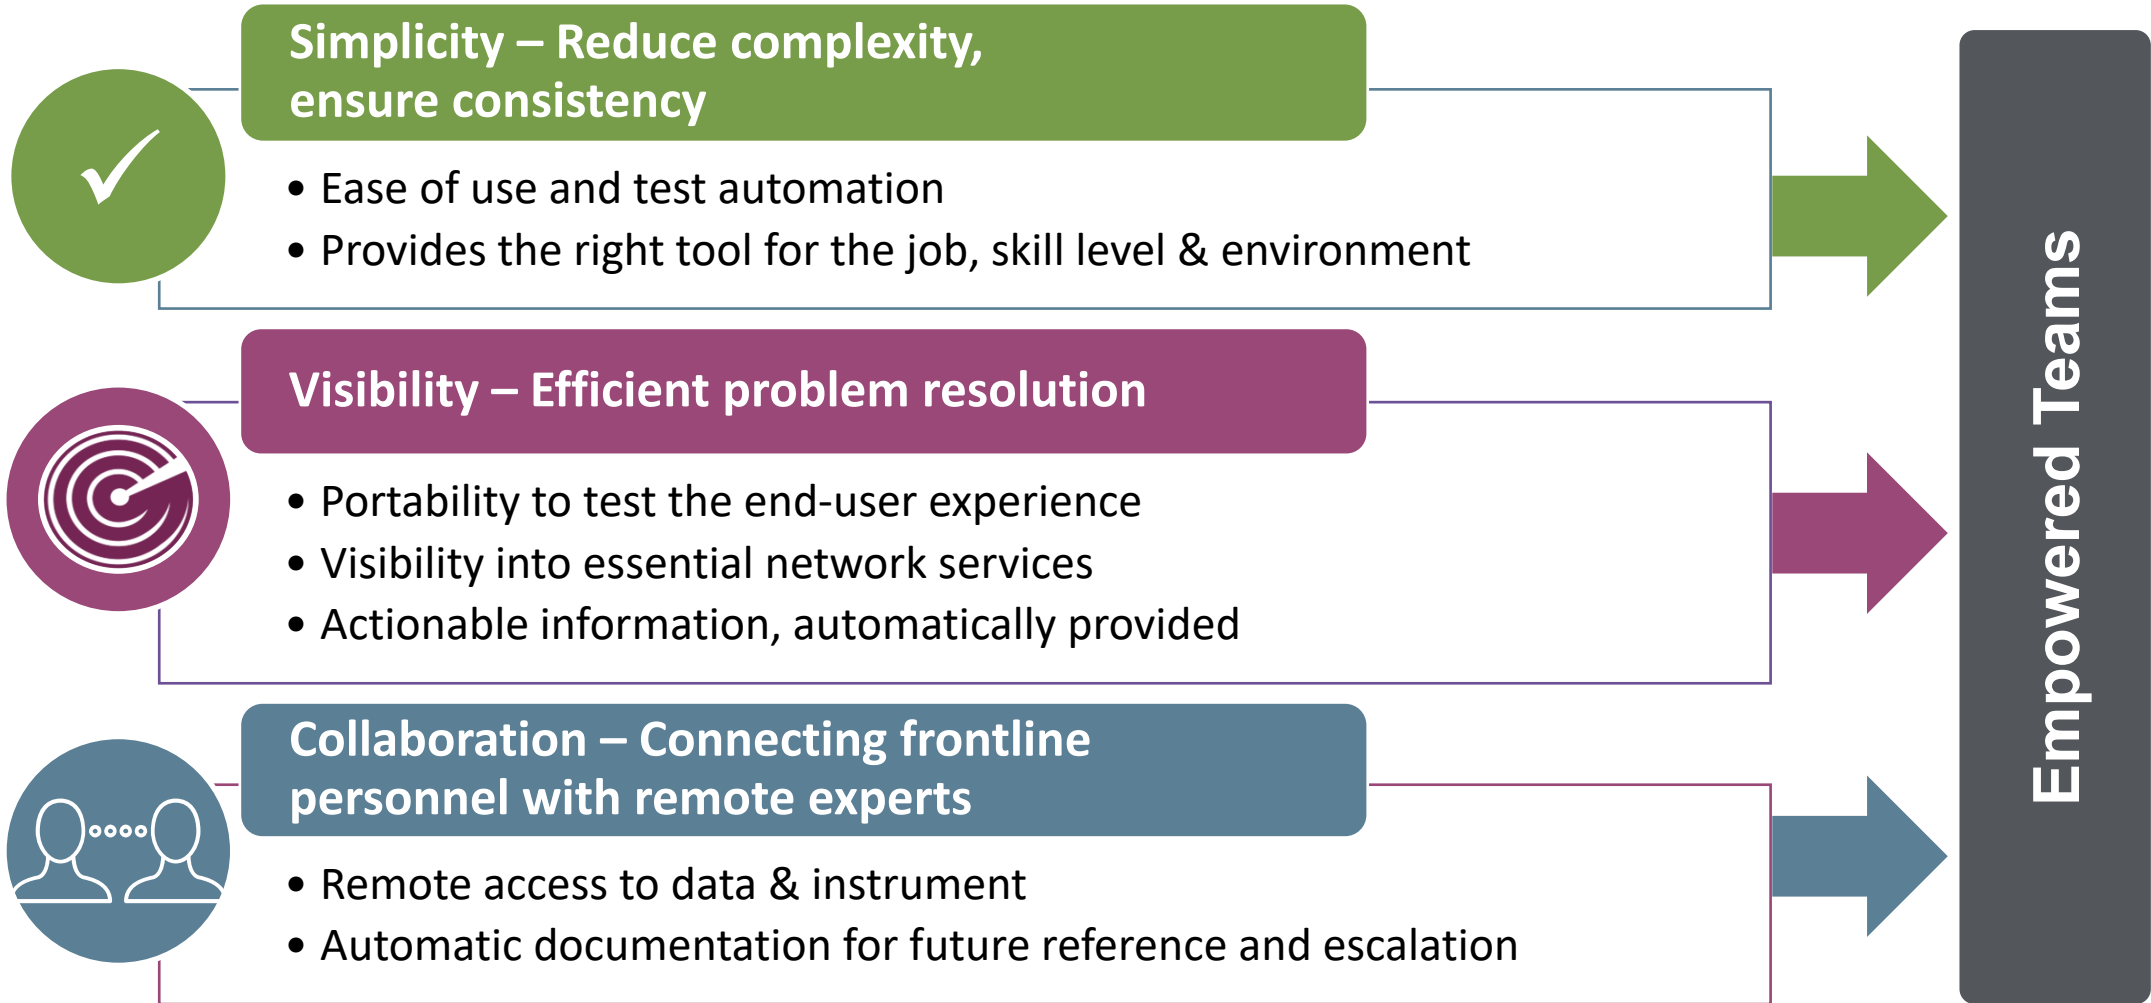 Simplicity – Reduce complexity,
ensure consistency
• Ease of use and test automation
• Provides the right tool for the job, skill level & environment
Visibility – Efficient problem resolution
• Portability to test the end-user experience
• Visibility into essential network services
• Actionable information, automatically provided
Collaboration – Connecting frontline
personnel with remote experts
• Remote access to data & instrument
• Automatic documentation for future reference and escalation
Empowered Teams